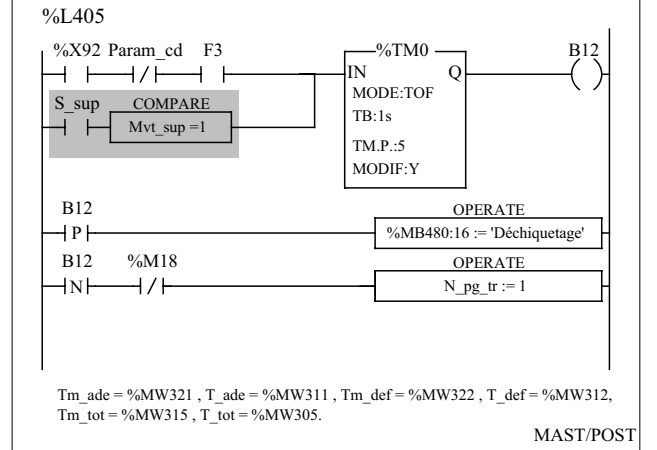 %L405
%X92 Param_cd F3 %TM0 B12
IN Q
MODE:TOF
S_sup COMPARE
TB:1s
Mvt_sup =1
TM.P.:5
MODIF:Y
B12 OPERATE
P %MB480:16 := 'Déchiquetage'
B12 %M18 OPERATE
N N_pg_tr := 1
Tm_ade = %MW321 , T_ade = %MW311 , Tm_def = %MW322 , T_def = %MW312,
Tm_tot = %MW315 , T_tot = %MW305.
MAST/POST